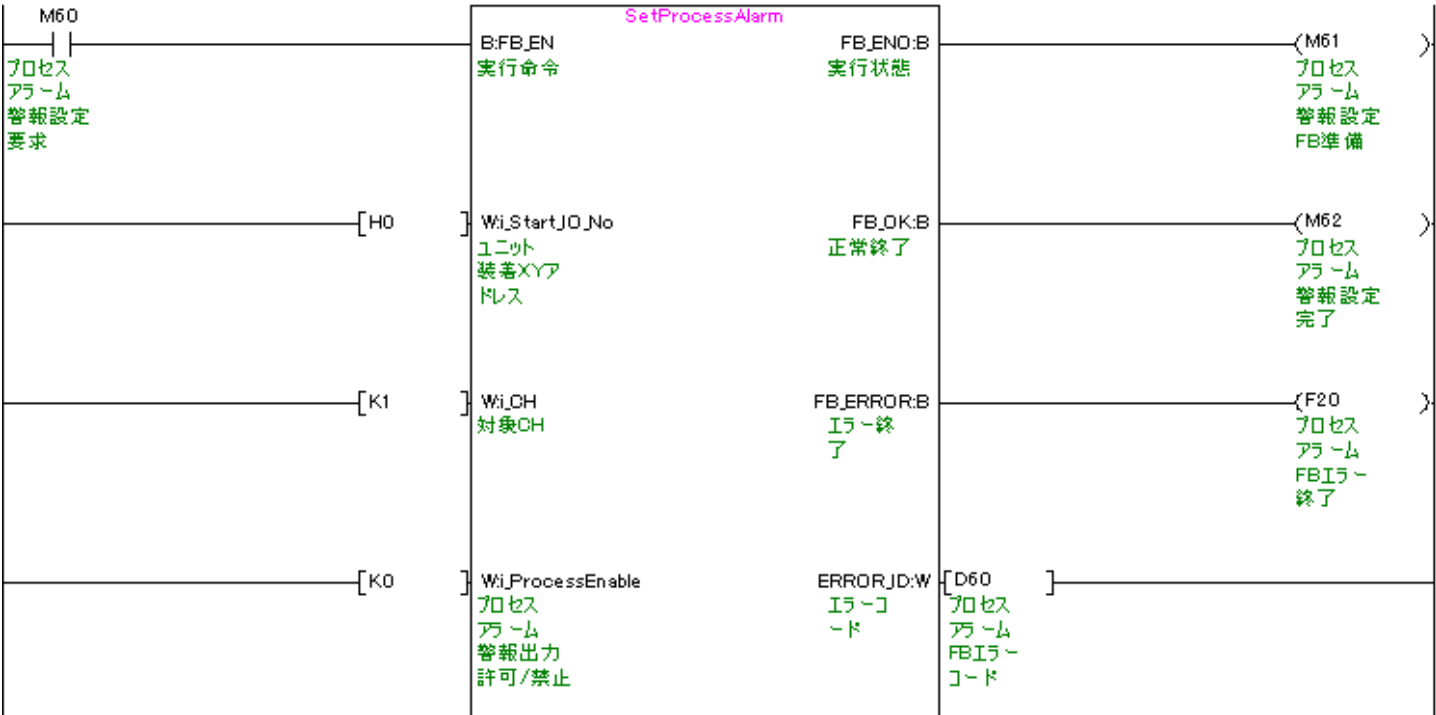 M60
SetProcessAlarm
B:FB_EN
FB_ENO:B
(M61 )
プロセス
アラーム
警報設定
要求
実行命令
実行状態
プロセス
アラーム
警報設定
FB準備
[H0 ]
W:i_Start_IO_No
FB_OK:B
(M62 )
ユニット
装着XYア
ドレス
正常終了
プロセス
アラーム
警報設定
完了
[K1 ]
W:i_CH
FB_ERROR:B
(F20 )
対象CH
エラー終
了
プロセス
アラーム
FBエラー
終了
[K0 ]
W:i_ProcessEnable
ERROR_ID:W
[D60 ]
プロセス
アラーム
警報出力
許可/禁止
エラーコ
ード
プロセス
アラーム
FBエラー
コード